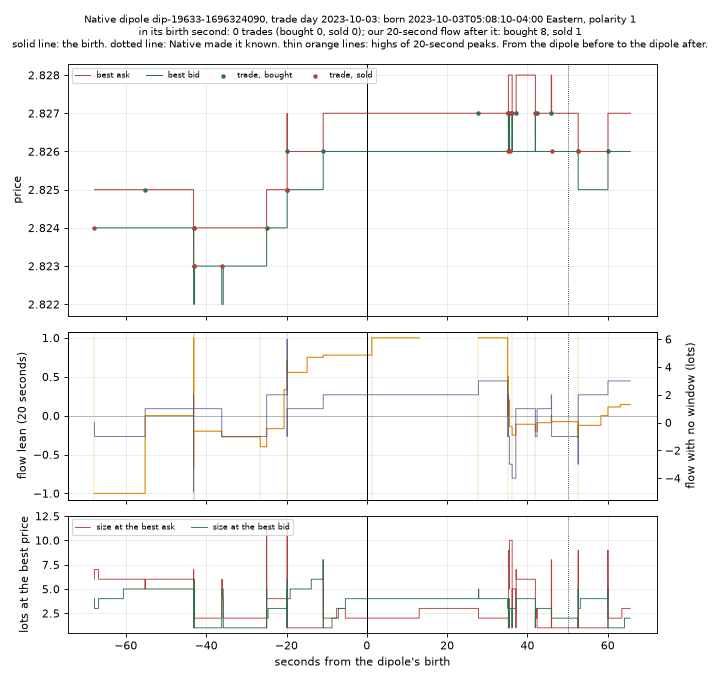 Native dipole dip-19633-1696324090, trade day 2023-10-03: born 2023-10-03T05:08:10-04:00 Eastern, polarity 1
in its birth second: 0 trades (bought 0, sold 0); our 20-second flow after it: bought 8, sold 1
solid line: the birth. dotted line: Native made it known. thin orange lines: highs of 20-second peaks. From the dipole before to the dipole after.
best ask
best bid
trade, bought
trade, sold
2.828
2.827
2.826
2.825
2.824
2.823
2.822
price
1.0
0.5
0.0
−0.5
−1.0
flow lean (20 seconds)
6
4
2
0
−2
−4
flow with no window (lots)
size at the best ask
size at the best bid
12.5
10.0
7.5
5.0
2.5
lots at the best price
−60
−40
−20
0
20
40
60
seconds from the dipole's birth